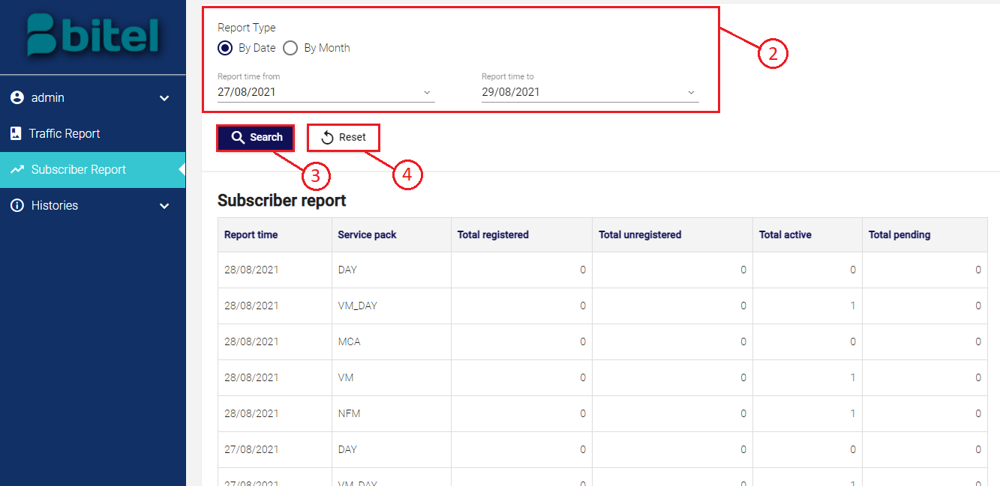 bitel
admin
Traffic Report
Subscriber Report
Histories
Report Type
By Date By Month
Report time from Report time to
27/08/2021 29/08/2021
2
Search Reset
3 4
Subscriber report
Report time Service pack Total registered Total unregistered Total active Total pending
28/08/2021 DAY 0 0 0 0
28/08/2021 VM_DAY 0 0 1 0
28/08/2021 MCA 0 0 0 0
28/08/2021 VM 0 0 1 0
28/08/2021 NFM 0 0 1 0
27/08/2021 DAY 0 0 0 0
27/08/2021 VM_DAY 0 0 1 0